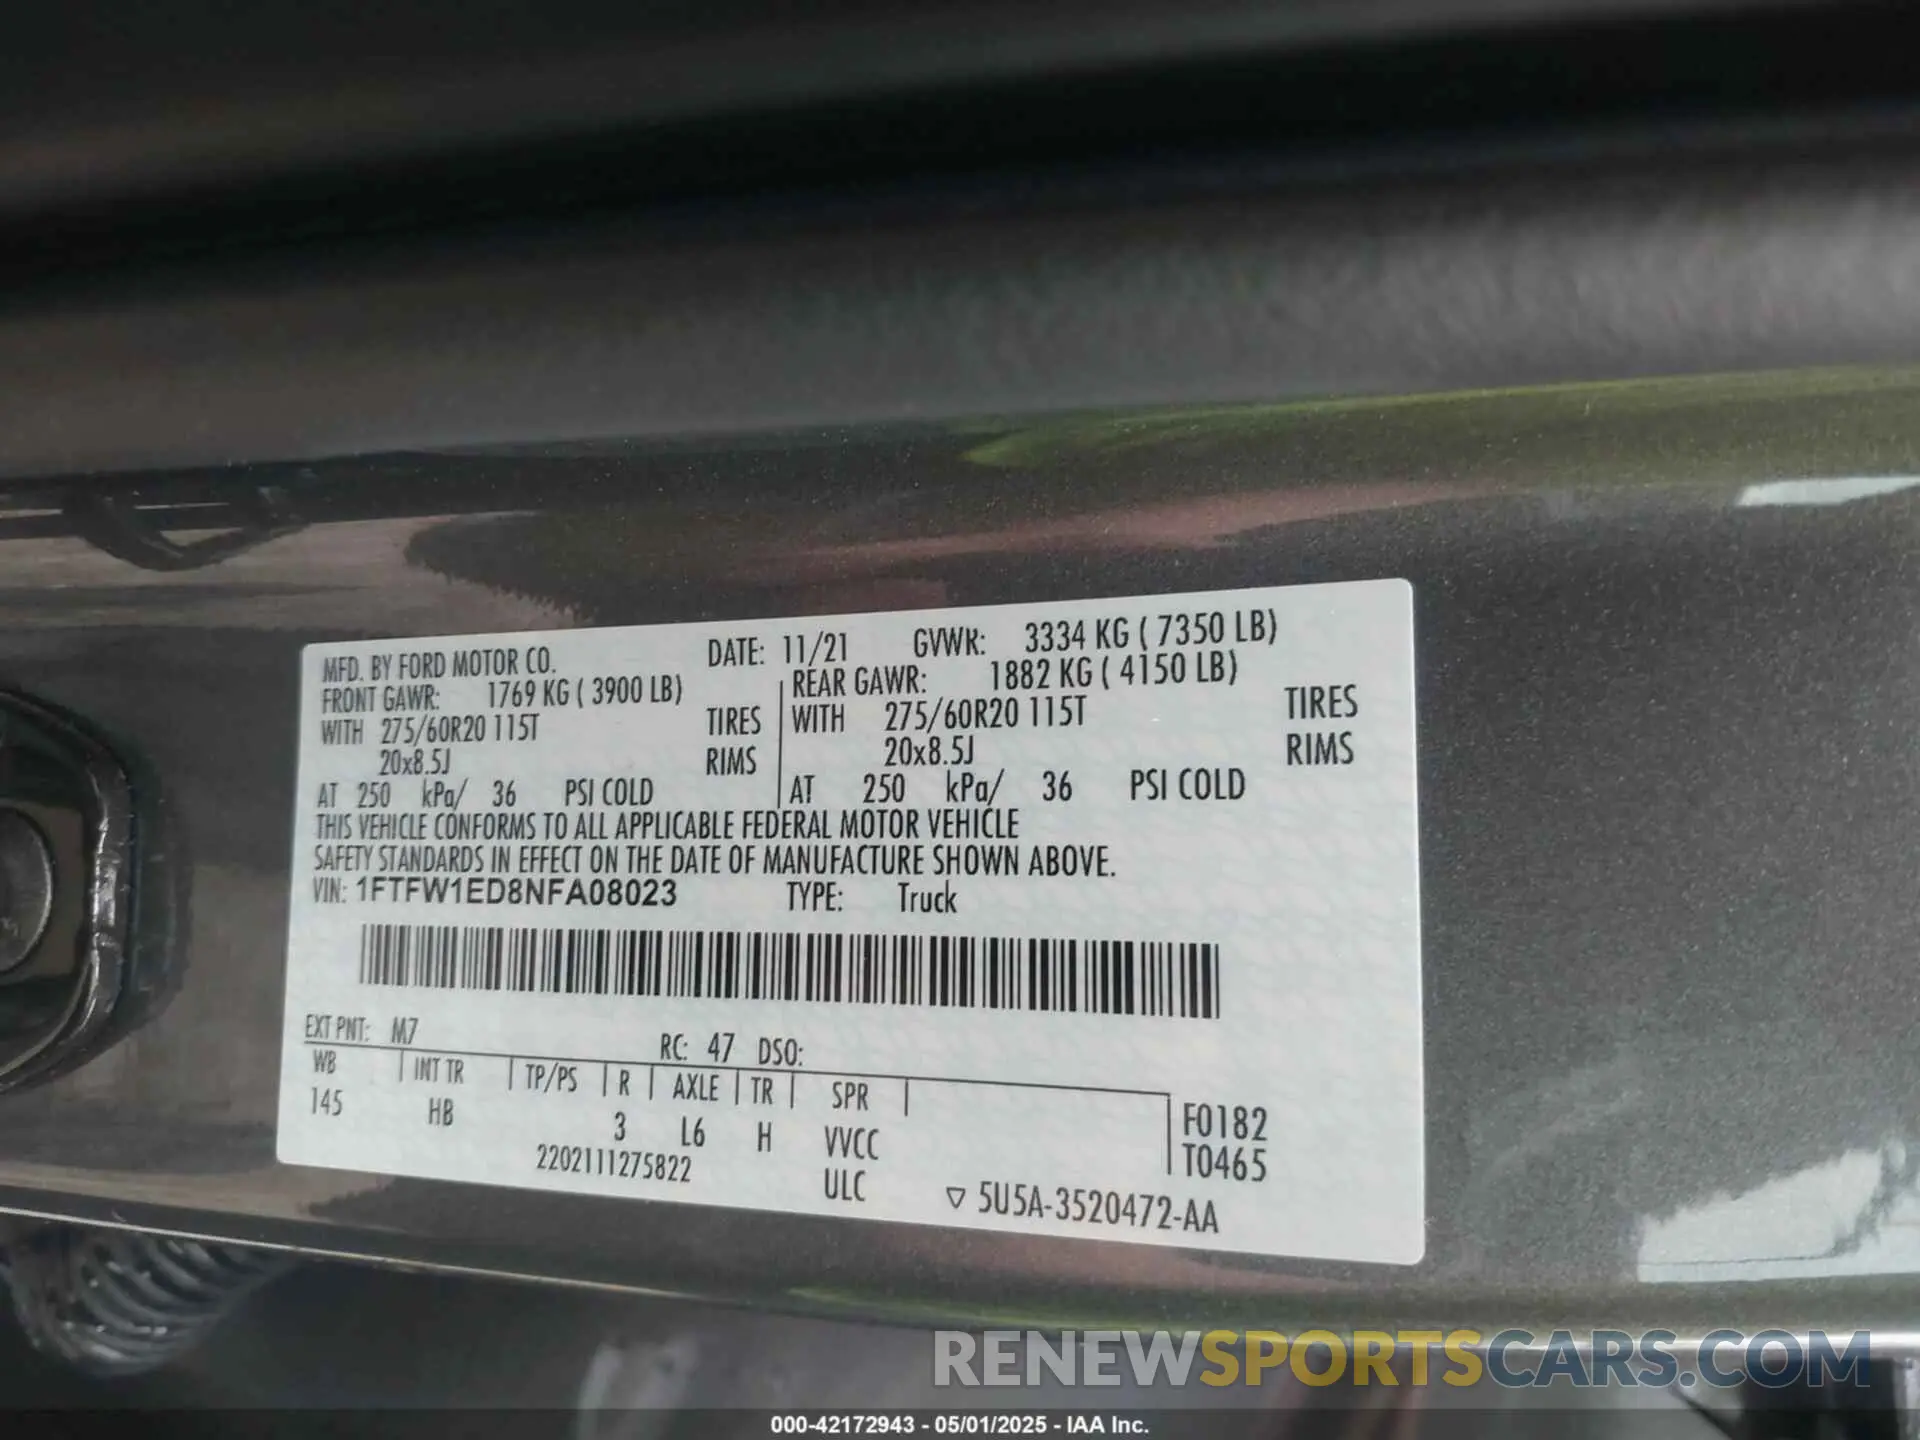 MFD. BY FORD MOTOR CO. DATE: 11/21 GVWR: 3334 KG ( 7350 LB)
FRONT GAWR: 1769 KG ( 3900 LB) REAR GAWR: 1882 KG ( 4150 LB)
WITH 275/60R20 115T TIRES WITH 275/60R20 115T TIRES
20x8.5J RIMS 20x8.5J RIMS
AT 250 kPa/ 36 PSI COLD AT 250 kPa/ 36 PSI COLD
THIS VEHICLE CONFORMS TO ALL APPLICABLE FEDERAL MOTOR VEHICLE
SAFETY STANDARDS IN EFFECT ON THE DATE OF MANUFACTURE SHOWN ABOVE.
VIN: 1FTFW1ED8NFA08023 TYPE: Truck
EXT PNT: M7 RC: 47 DSO:
WB INT TR TP/PS R AXLE TR SPR
145 HB 3 L6 H VVCC F0182
2202111275822 ULC T0465
▽ 5U5A-3520472-AA
RENEWSPORTSCARS.COM
000-42172943 - 05/01/2025 - IAA Inc.